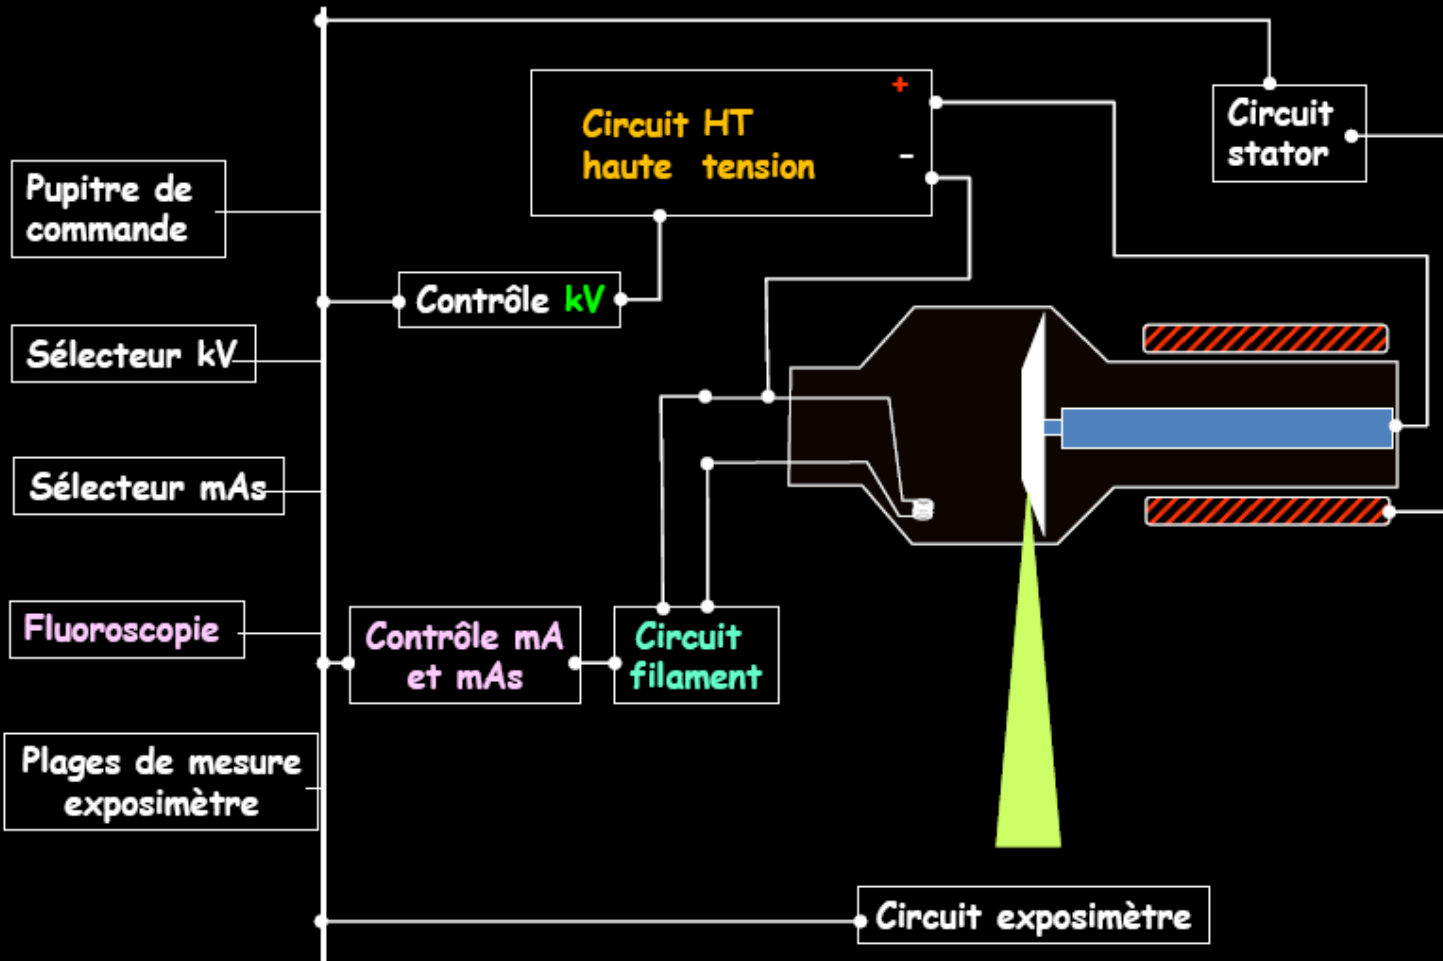 Circuit
stator
+
Circuit HT
haute tension
-
Pupitre de
commande
Contrôle kV
Sélecteur kV
Sélecteur mAs
Fluoroscopie
Contrôle mA
et mAs
Circuit
filament
Plages de mesure
exposimètre
Circuit exposimètre